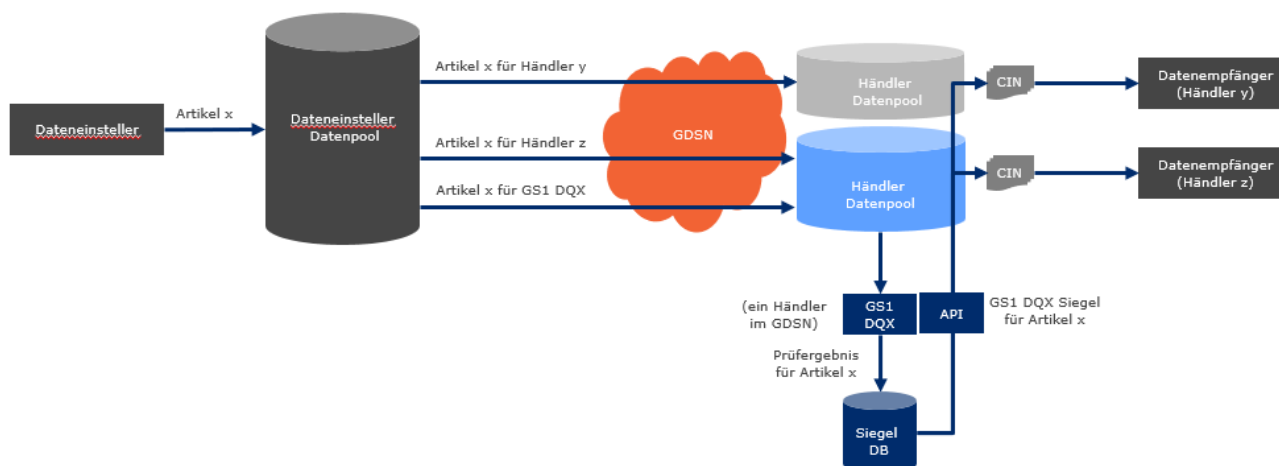 Dateneinsteller
Artikel x
Dateneinsteller
Datenpool
Artikel x für Händler y
Artikel x für Händler z
Artikel x für GS1 DQX
GDSN
Händler
Datenpool
Händler
Datenpool
CIN
Datenempfänger
(Händler y)
CIN
Datenempfänger
(Händler z)
(ein Händler
im GDSN)
GS1
DQX
API
GS1 DQX Siegel
für Artikel x
Prüfergebnis
für Artikel x
Siegel
DB